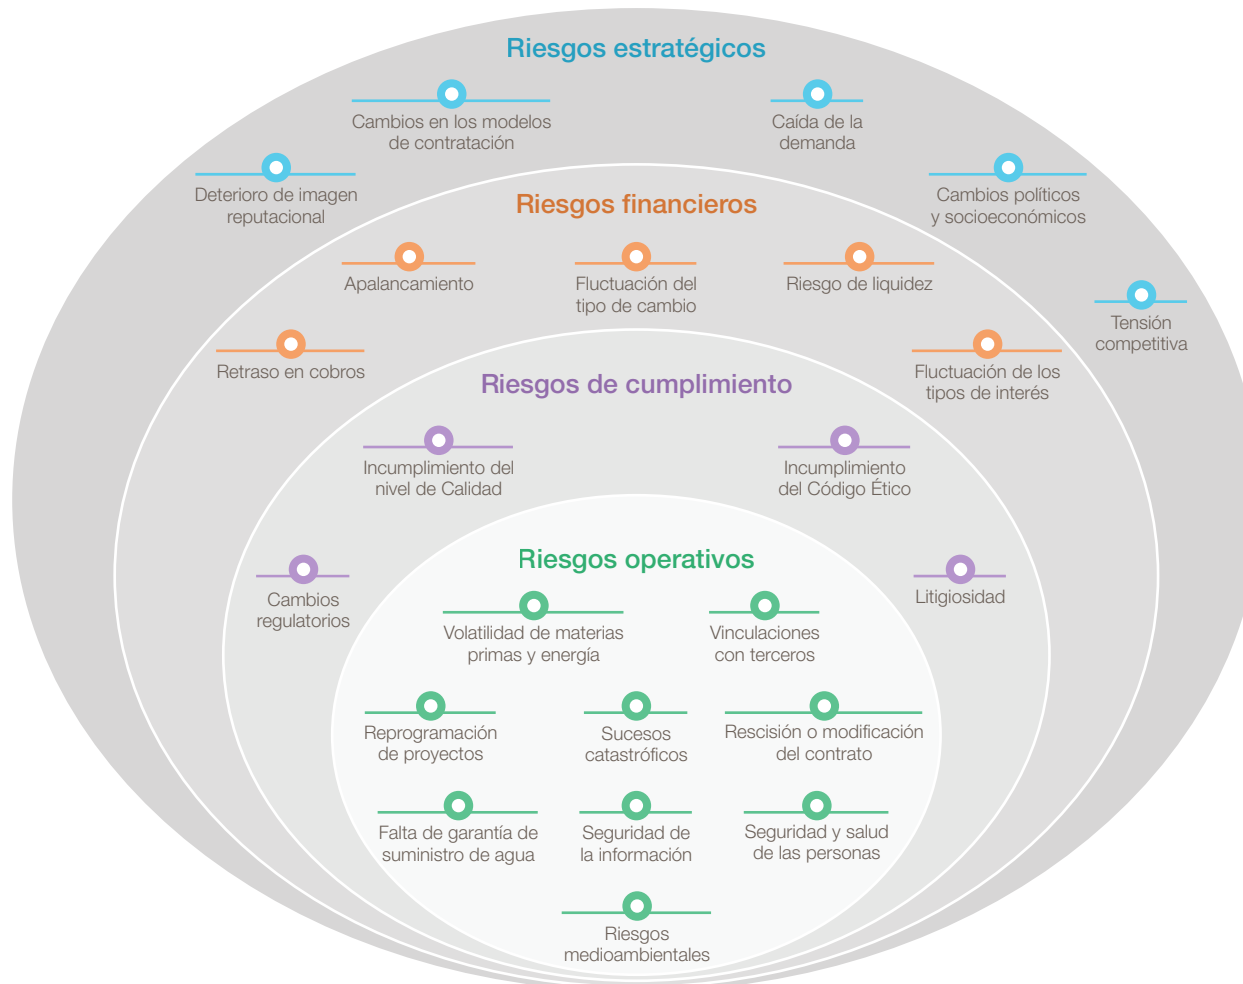 Riesgos estratégicos
Cambios en los modelos
de contratación
Caída de la
demanda
Deterioro de imagen
reputacional
Cambios políticos
y socioeconómicos
Tensión
competitiva
Riesgos financieros
Apalancamiento
Fluctuación del
tipo de cambio
Riesgo de liquidez
Retraso en cobros
Fluctuación de los
tipos de interés
Riesgos de cumplimiento
Incumplimiento del
nivel de Calidad
Incumplimiento
del Código Ético
Cambios
regulatorios
Litigiosidad
Riesgos operativos
Volatilidad de materias
primas y energía
Vinculaciones
con terceros
Reprogramación
de proyectos
Sucesos
catastróficos
Rescisión o modificación
del contrato
Falta de garantía de
suministro de agua
Seguridad de
la información
Seguridad y salud
de las personas
Riesgos
medioambientales